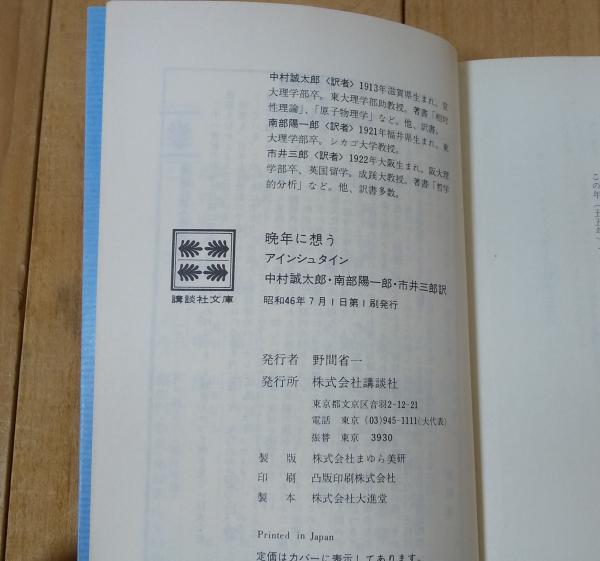 中村誠太郎〈訳者〉1913年滋賀県生まれ。京
大理学部卒。東大理学部助教授。著書「相対
性理論」、「原子物理学」など。他、訳書。
南部陽一郎〈訳者〉1921年福井県生まれ。東
大理学部卒。シカゴ大学教授。
市井三郎〈訳者〉1922年大阪生まれ。阪大理
学部卒、英国留学。成蹊大教授。著書「哲学
的分析」など。他、訳書多数。
晩年に想う
アインシュタイン
中村誠太郎・南部陽一郎・市井三郎訳
昭和46年7月1日第1刷発行
講談社文庫
発行者 野間省一
発行所 株式会社講談社
東京都文京区音羽2-12-21
電話 東京 (03)945-1111(大代表)
振替 東京 3930
製版 株式会社まゆら美研
印刷 凸版印刷株式会社
製本 株式会社大進堂
Printed in Japan
定価はカバーに表示してあります。
この年（一九五五年）、